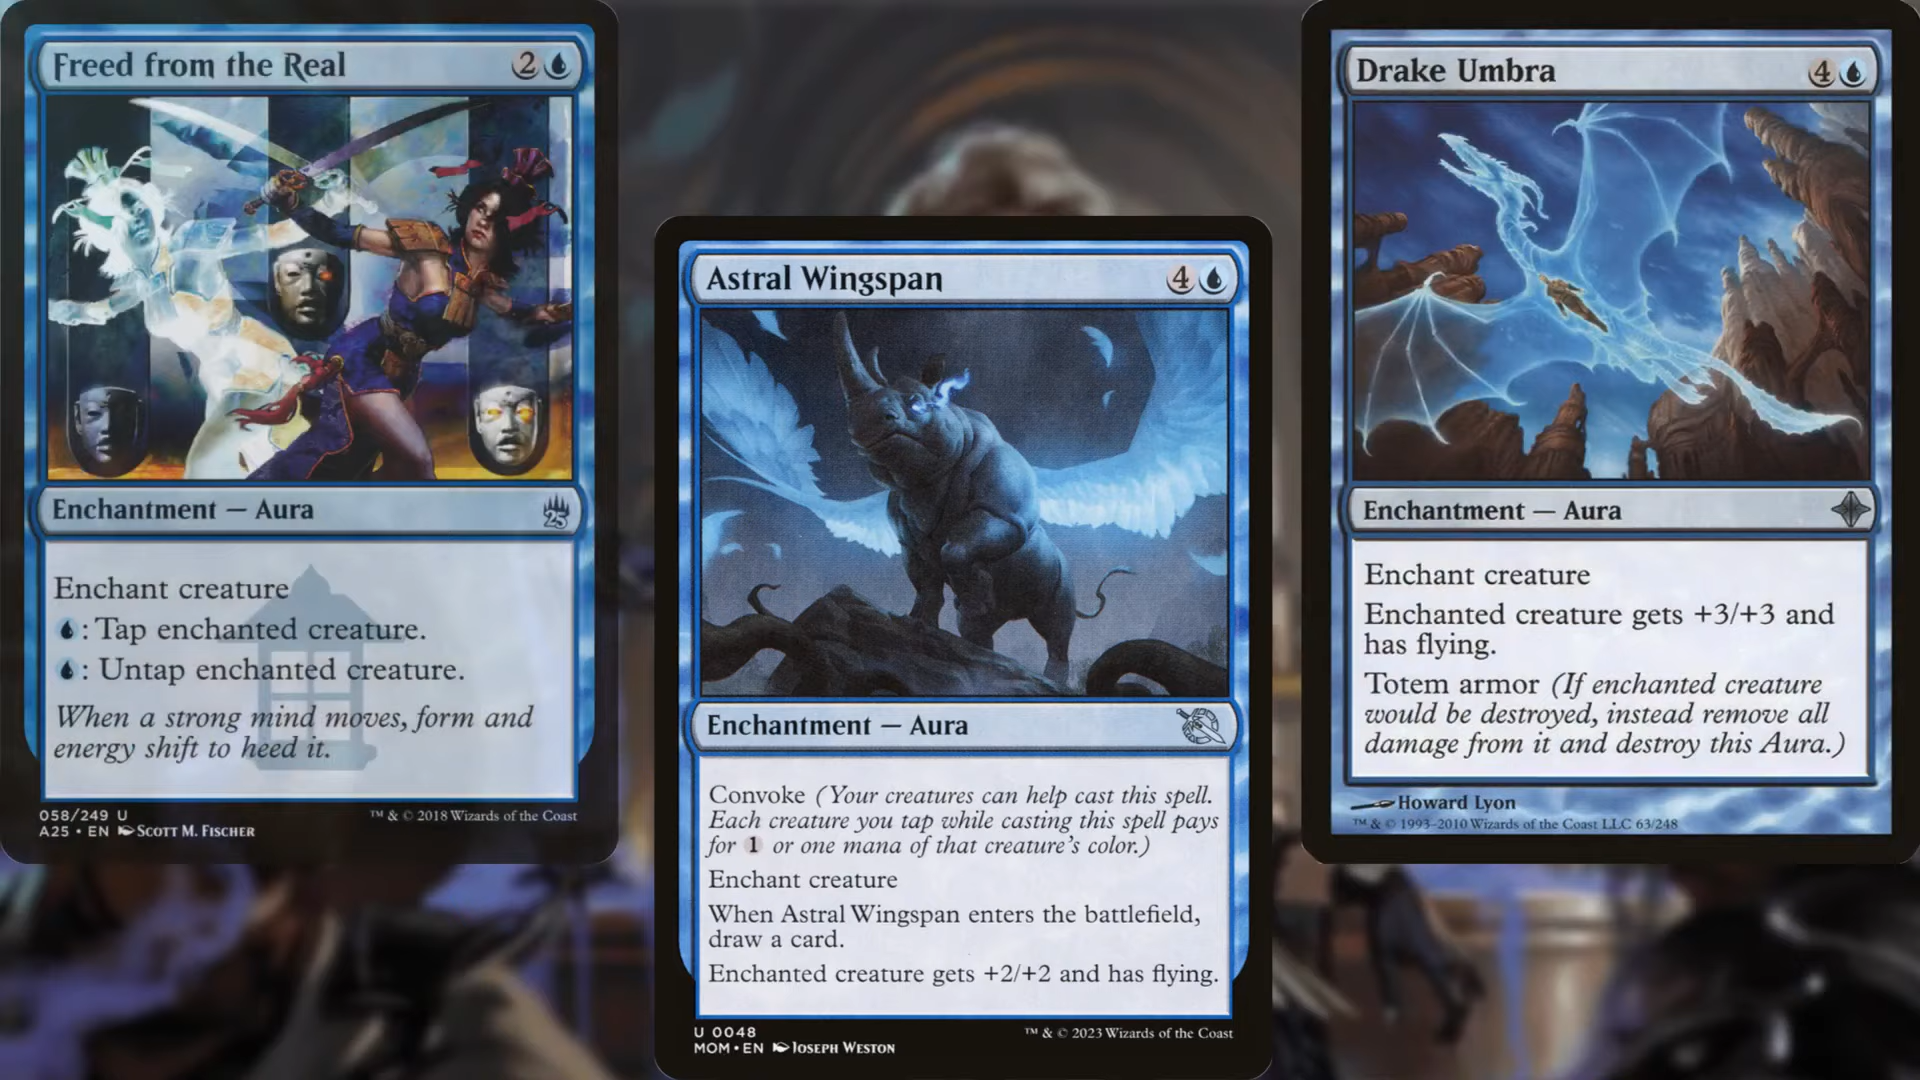 Freed from the Real 2
Enchantment — Aura
25
Enchant creature
: Tap enchanted creature.
: Untap enchanted creature.
When a strong mind moves, form and
energy shift to heed it.
058/249 U
™ & © 2018 Wizards of the Coast
A25 • EN Scott M. Fischer
Astral Wingspan 4
Enchantment — Aura
Convoke (Your creatures can help cast this spell.
Each creature you tap while casting this spell pays
for 1 or one mana of that creature's color.)
Enchant creature
When Astral Wingspan enters the battlefield,
draw a card.
Enchanted creature gets +2/+2 and has flying.
U 0048
™ & © 2023 Wizards of the Coast
MOM • EN Joseph Weston
Drake Umbra 4
Enchantment — Aura
Enchant creature
Enchanted creature gets +3/+3 and
has flying.
Totem armor (If enchanted creature
would be destroyed, instead remove all
damage from it and destroy this Aura.)
Howard Lyon
™ & © 1993–2010 Wizards of the Coast LLC 63/248